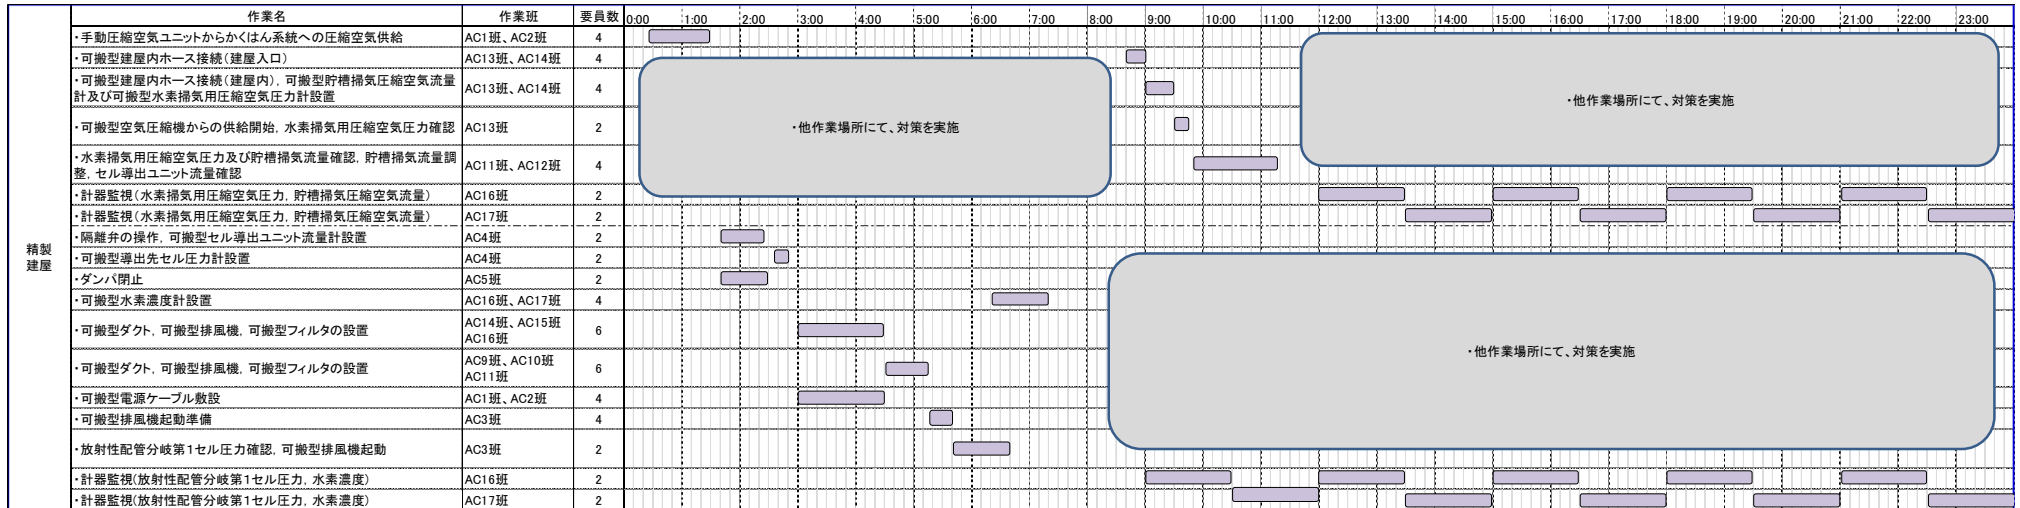 作業名 作業班 要員数 0:00 1:00 2:00 3:00 4:00 5:00 6:00 7:00 8:00 9:00 10:00 11:00 12:00 13:00 14:00 15:00 16:00 17:00 18:00 19:00 20:00 21:00 22:00 23:00
精製
建屋
・手動圧縮空気ユニットからかくはん系統への圧縮空気供給 AC1班、AC2班 4
・可搬型建屋内ホース接続(建屋入口) AC13班、AC14班 4
・可搬型建屋内ホース接続(建屋内), 可搬型貯槽掃気圧縮空気流量
計及び可搬型水素掃気用圧縮空気圧力計設置 AC13班、AC14班 4
・可搬型空気圧縮機からの供給開始, 水素掃気用圧縮空気圧力確認 AC13班 2
・水素掃気用圧縮空気圧力及び貯槽掃気流量確認, 貯槽掃気流量調
整, セル導出ユニット流量確認 AC11班、AC12班 4
・計器監視(水素掃気用圧縮空気圧力, 貯槽掃気圧縮空気流量) AC16班 2
・計器監視(水素掃気用圧縮空気圧力, 貯槽掃気圧縮空気流量) AC17班 2
・隔離弁の操作, 可搬型セル導出ユニット流量計設置 AC4班 2
・可搬型導出先セル圧力計設置 AC4班 2
・ダンパ閉止 AC5班 2
・可搬型水素濃度計設置 AC16班、AC17班 4
・可搬型ダクト, 可搬型排風機, 可搬型フィルタの設置 AC14班、AC15班
AC16班 6
・可搬型ダクト, 可搬型排風機, 可搬型フィルタの設置 AC9班、AC10班
AC11班 6
・可搬型電源ケーブル敷設 AC1班、AC2班 4
・可搬型排風機起動準備 AC3班 4
・放射性配管分岐第1セル圧力確認, 可搬型排風機起動 AC3班 2
・計器監視(放射性配管分岐第1セル圧力, 水素濃度) AC16班 2
・計器監視(放射性配管分岐第1セル圧力, 水素濃度) AC17班 2
・他作業場所にて、対策を実施
・他作業場所にて、対策を実施
・他作業場所にて、対策を実施